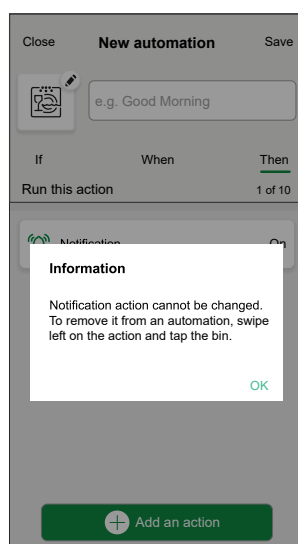 Close New automation Save
e.g. Good Morning
If When Then
Run this action 1 of 10
Notification On
Information
Notification action cannot be changed.
To remove it from an automation, swipe
left on the action and tap the bin.
OK
Add an action